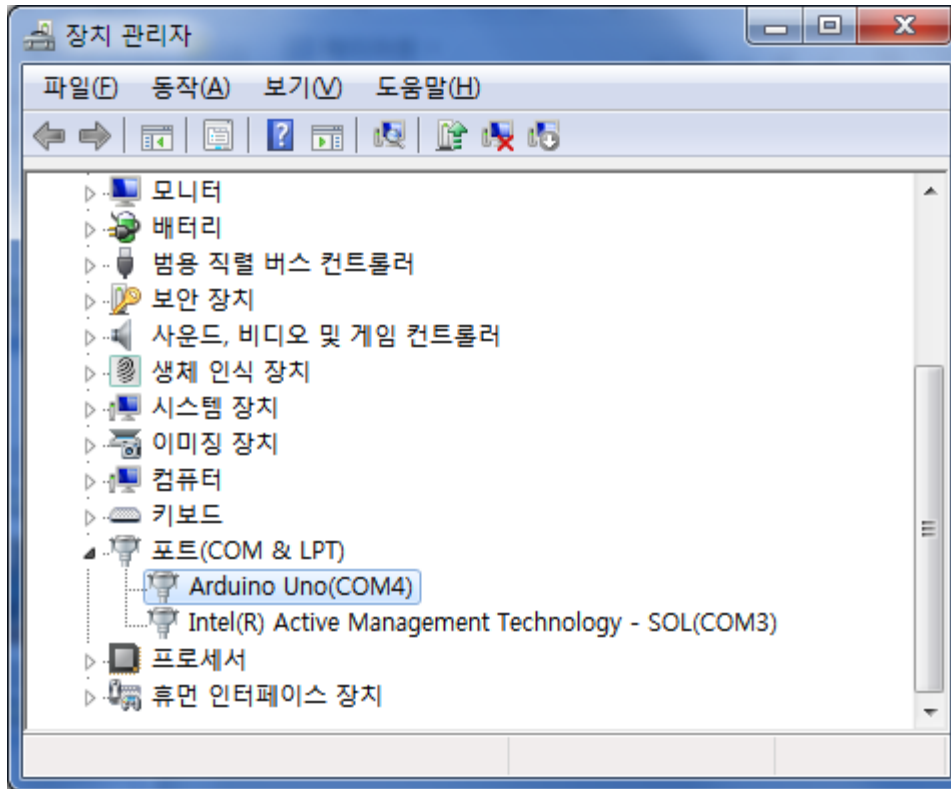 장치 관리자
파일(F) 동작(A) 보기(V) 도움말(H)
모니터
배터리
범용 직렬 버스 컨트롤러
보안 장치
사운드, 비디오 및 게임 컨트롤러
생체 인식 장치
시스템 장치
이미징 장치
컴퓨터
키보드
포트(COM & LPT)
Arduino Uno(COM4)
Intel(R) Active Management Technology - SOL(COM3)
프로세서
휴먼 인터페이스 장치